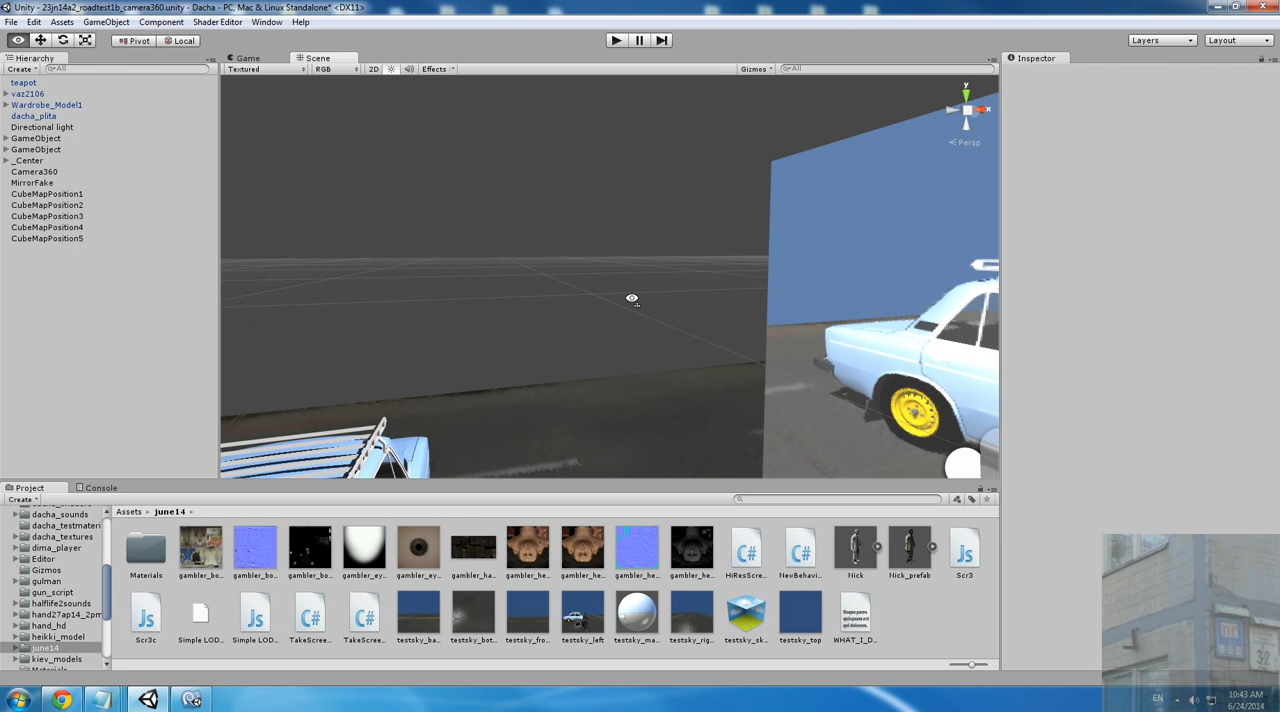 Unity - 23jn14a2_roadtest1b_camera360.unity - Dacha - PC, Mac & Linux Standalone* <DX11>
File Edit Assets GameObject Component Shader Editor Window Help
Pivot Local Layers Layout
Hierarchy Game Scene Inspector
Create All Textured RGB 2D Effects Gizmos All
teapot
vaz2106
Wardrobe_Model1
dacha_plita
Directional light
GameObject
GameObject
_Center
Camera360
MirrorFake
CubeMapPosition1
CubeMapPosition2
CubeMapPosition3
CubeMapPosition4
CubeMapPosition5
y
x
Persp
Project Console
Create
Assets june14
dacha_sounds
dacha_testmateri
dacha_textures
dima_player
Editor
Gizmos
gulman
gun_script
halflife2sounds
hand27ap14_2pm
hand_hd
heikki_model
june14
kiev_models
Materials gambler_bo... gambler_bo... gambler_bo... gambler_ey... gambler_ey... gambler_ha... gambler_he... gambler_he... gambler_he... gambler_he... HiResScre... NewBehavi... Nick Nick_prefab Scr3
Scr3c Simple LOD... Simple LOD... TakeScree... TakeScree... testsky_ba... testsky_bot... testsky_fro... testsky_left testsky_ma... testsky_rig... testsky_sk... testsky_top WHAT_I_D...
32
EN
10:43 AM
6/24/2014